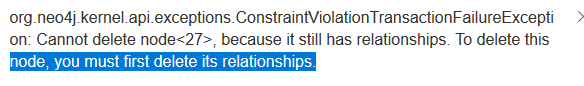 org.neo4j.kernel.api.exceptions.ConstraintViolationTransactionFailureExcepti
on: Cannot delete node<27>, because it still has relationships. To delete this
node, you must first delete its relationships.